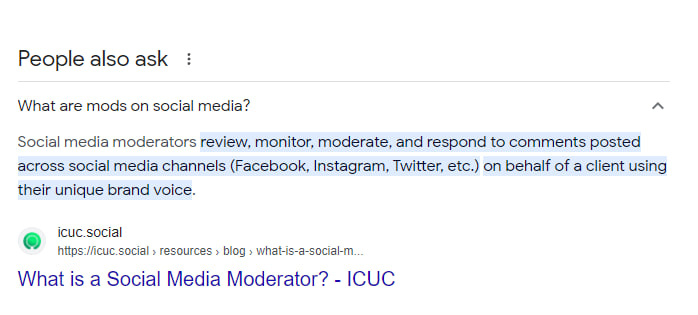 People also ask
What are mods on social media?
Social media moderators review, monitor, moderate, and respond to comments posted
across social media channels (Facebook, Instagram, Twitter, etc.) on behalf of a client using
their unique brand voice.
icuc.social
https://icuc.social › resources › blog › what-is-a-social-m...
What is a Social Media Moderator? - ICUC